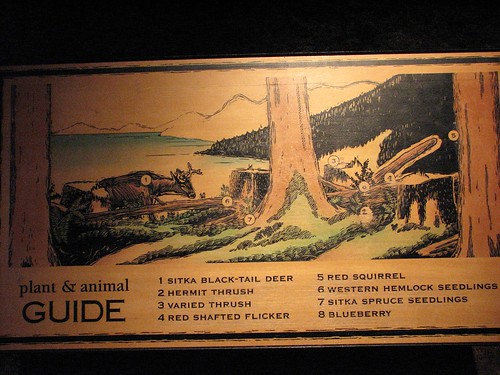 plant & animal
GUIDE
1 SITKA BLACK-TAIL DEER
2 HERMIT THRUSH
3 VARIED THRUSH
4 RED SHAFTED FLICKER
5 RED SQUIRREL
6 WESTERN HEMLOCK SEEDLINGS
7 SITKA SPRUCE SEEDLINGS
8 BLUEBERRY